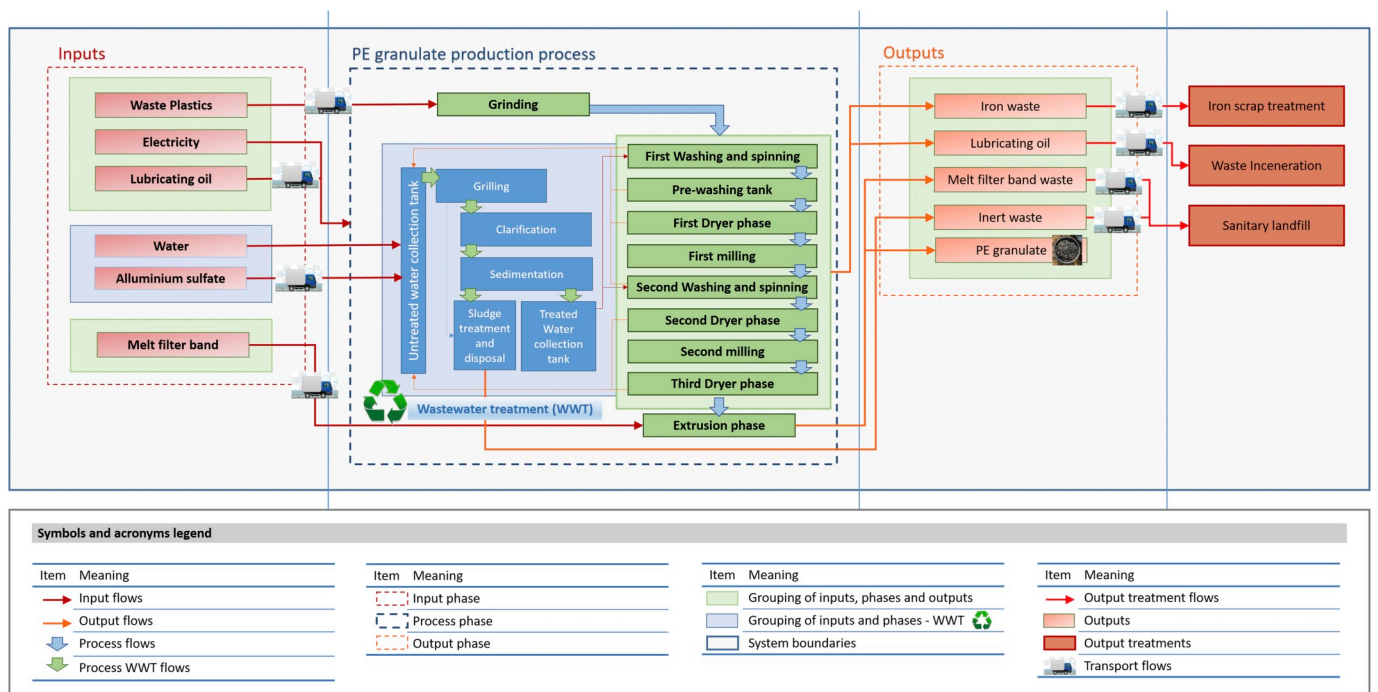 Inputs
PE granulate production process
Outputs
Waste Plastics
Electricity
Lubricating oil
Water
Alluminium sulfate
Melt filter band
Grinding
Untreated water collection tank
Grilling
Clarification
Sedimentation
Sludge
treatment
and
disposal
Treated
Water
collection
tank
Wastewater treatment (WWT)
First Washing and spinning
Pre-washing tank
First Dryer phase
First milling
Second Washing and spinning
Second Dryer phase
Second milling
Third Dryer phase
Extrusion phase
Iron waste
Lubricating oil
Melt filter band waste
Inert waste
PE granulate
Iron scrap treatment
Waste Inceneration
Sanitary landfill
Symbols and acronyms legend
Item Meaning
Input flows
Output flows
Process flows
Process WWT flows
Item Meaning
Input phase
Process phase
Output phase
Item Meaning
Grouping of inputs, phases and outputs
Grouping of inputs and phases - WWT
System boundaries
Item Meaning
Output treatment flows
Outputs
Output treatments
Transport flows